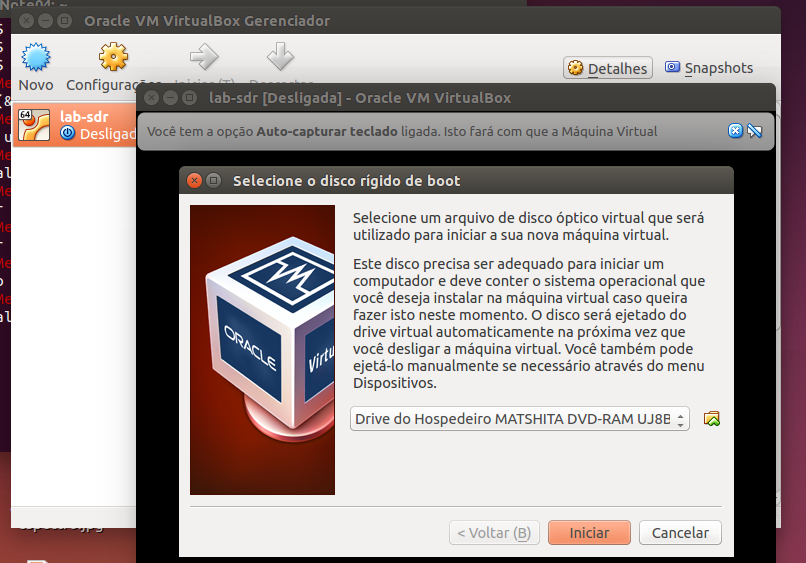 Note04: ~
Oracle VM VirtualBox Gerenciador
Novo
Detalhes
Snapshots
64
lab-sdr
lab-sdr [Desligada] - Oracle VM VirtualBox
Você tem a opção Auto-capturar teclado ligada. Isto fará com que a Máquina Virtual
Selecione o disco rígido de boot
Selecione um arquivo de disco óptico virtual que será
utilizado para iniciar a sua nova máquina virtual.
Este disco precisa ser adequado para iniciar um
computador e deve conter o sistema operacional que
você deseja instalar na máquina virtual caso queira
fazer isto neste momento. O disco será ejetado do
drive virtual automaticamente na próxima vez que
você desligar a máquina virtual. Você também pode
ejetá-lo manualmente se necessário através do menu
Dispositivos.
ORACLE
Virtu
Drive do Hospedeiro MATSHITA DVD-RAM UJ8B
< Voltar (B)
Iniciar
Cancelar